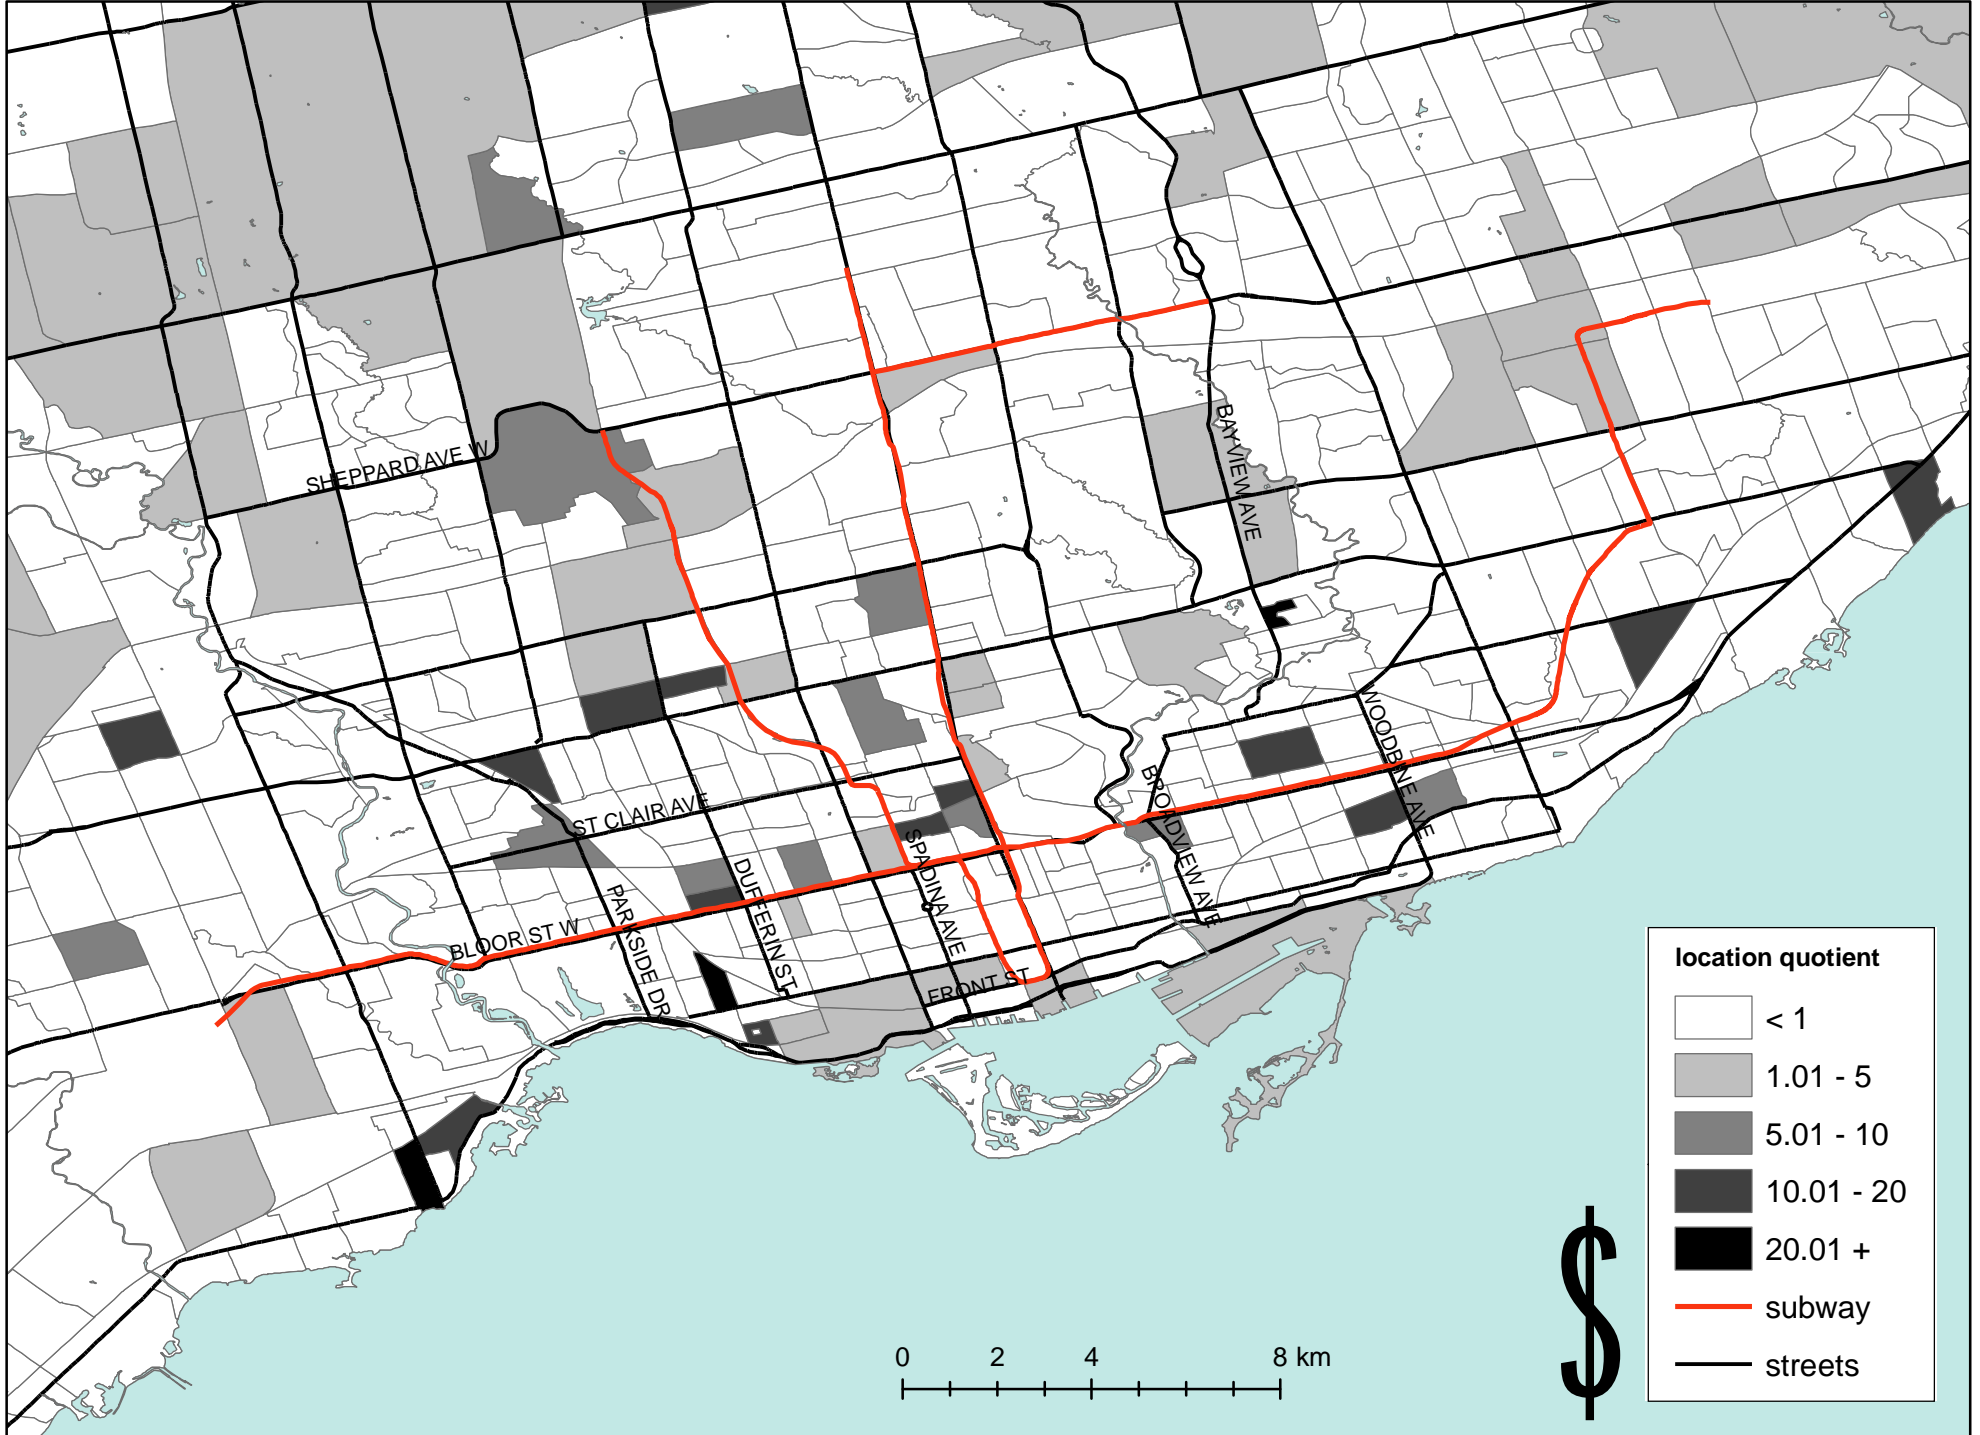 SHEPPARD AVE W
BAYVIEW AVE
WOODBINE AVE
BROADVIEW AVE
ST CLAIR AVE
SPADINA AVE
DUFFERIN ST
PARKSIDE DR
BLOOR ST W
FRONT ST
location quotient
< 1
1.01 - 5
5.01 - 10
10.01 - 20
20.01 +
subway
streets
0 2 4 8 km
$